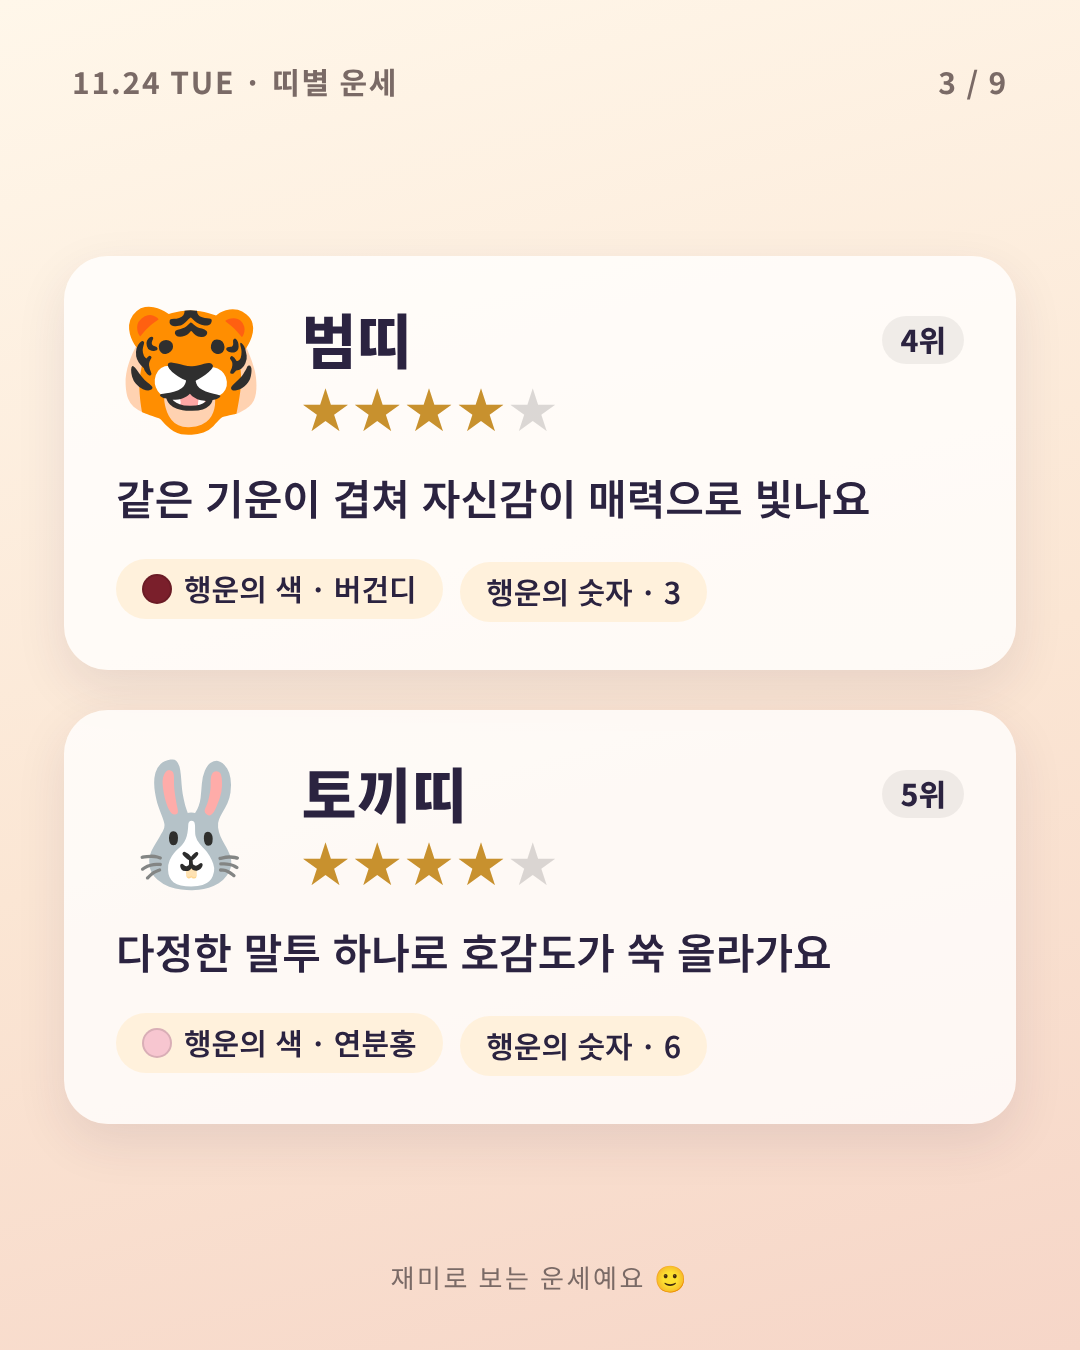 11.24 TUE · 띠별 운세
3 / 9
범띠
4위
★★★★★
같은 기운이 겹쳐 자신감이 매력으로 빛나요
행운의 색 · 버건디
행운의 숫자 · 3
토끼띠
5위
★★★★★
다정한 말투 하나로 호감도가 쑥 올라가요
행운의 색 · 연분홍
행운의 숫자 · 6
재미로 보는 운세예요 🙂